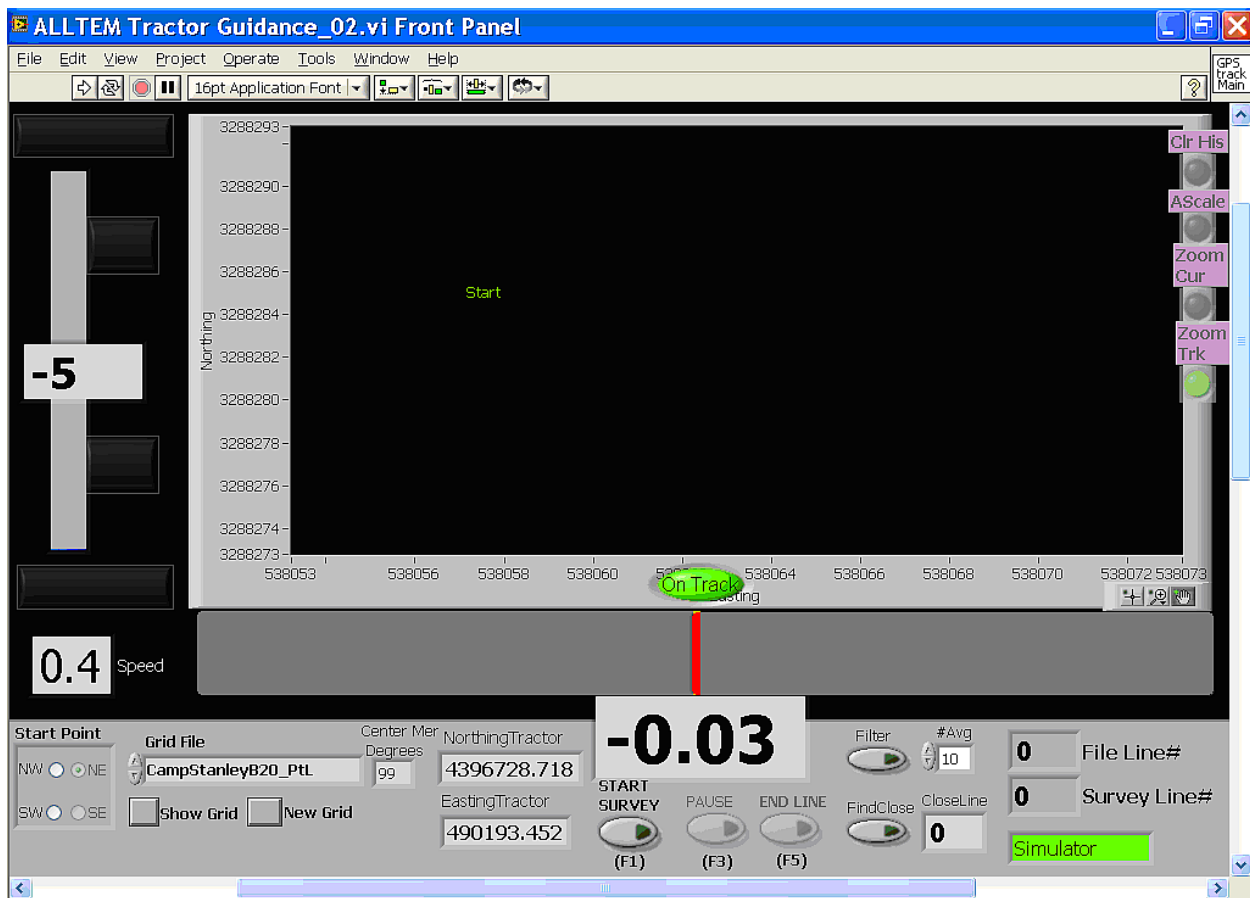 ALLTEM Tractor Guidance_02.vi Front Panel
File Edit View Project Operate Tools Window Help
16pt Application Font
?
GPS
track
Main
3288293
3288290
3288288
3288286
3288284
3288282
3288280
3288278
3288276
3288274
3288273
Northing
Start
Clr His
AScale
Zoom
Cur
Zoom
Trk
-5
538053 538056 538058 538060 538064 538066 538068 538070 538072 538073
On Track
Easting
0.4 Speed
-0.03
Start Point
NW NE
SW SE
Grid File
CampStanleyB20_PtL
Show Grid New Grid
Center Mer
Degrees
99
NorthingTractor
4396728.718
EastingTractor
490193.452
START
SURVEY
(F1)
PAUSE
(F3)
END LINE
(F5)
Filter
#Avg
10
FindClose
CloseLine
0
0 File Line#
0 Survey Line#
Simulator